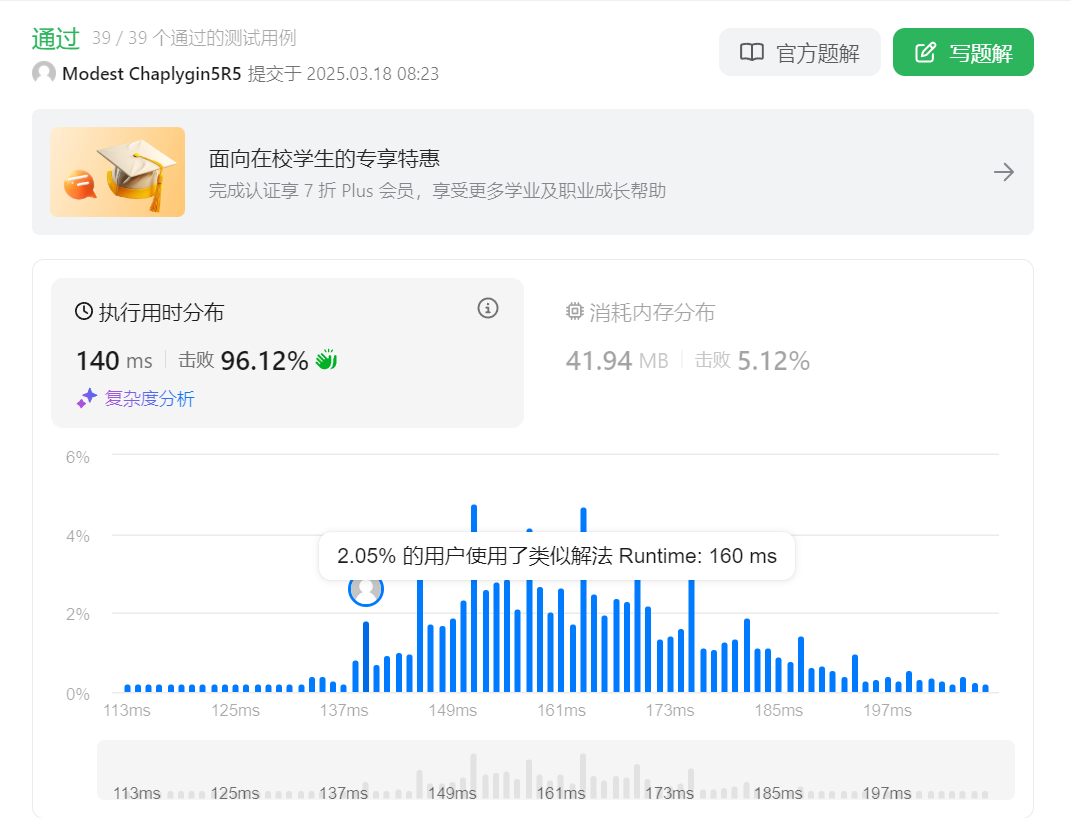 通过 39 / 39 个通过的测试用例
Modest Chaplygin5R5 提交于 2025.03.18 08:23
官方题解
写题解
面向在校学生的专享特惠
完成认证享 7 折 Plus 会员，享受更多学业及职业成长帮助
执行用时分布
140 ms 击败 96.12%
复杂度分析
消耗内存分布
41.94 MB 击败 5.12%
6%
4%
2%
0%
2.05% 的用户使用了类似解法 Runtime: 160 ms
113ms 125ms 137ms 149ms 161ms 173ms 185ms 197ms
113ms 125ms 137ms 149ms 161ms 173ms 185ms 197ms